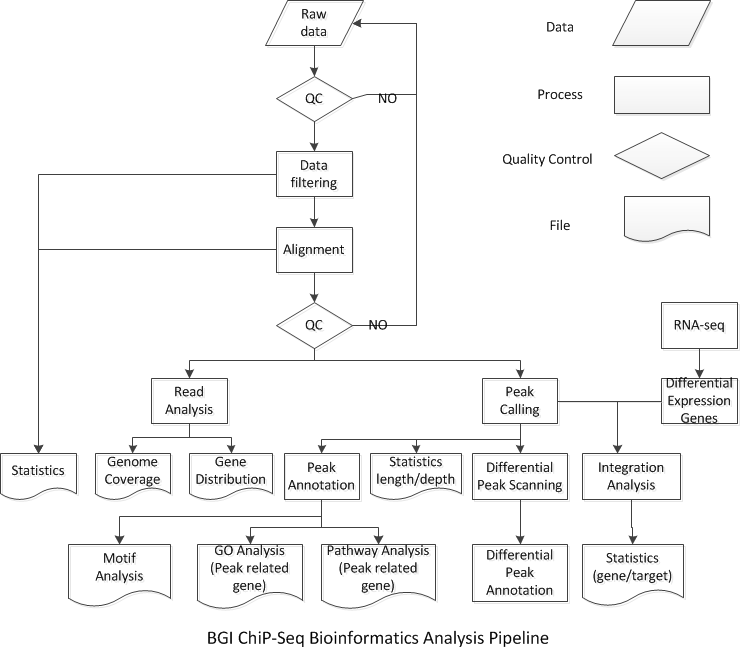 Raw
data
Data
QC
NO
Process
Data
filtering
Quality Control
Alignment
File
QC
NO
RNA-seq
Read
Analysis
Peak
Calling
Differential
Expression
Genes
Statistics
Genome
Coverage
Gene
Distribution
Peak
Annotation
Statistics
length/depth
Differential
Peak Scanning
Integration
Analysis
Motif
Analysis
GO Analysis
(Peak related
gene)
Pathway Analysis
(Peak related
gene)
Differential
Peak
Annotation
Statistics
(gene/target)
BGI ChiP-Seq Bioinformatics Analysis Pipeline